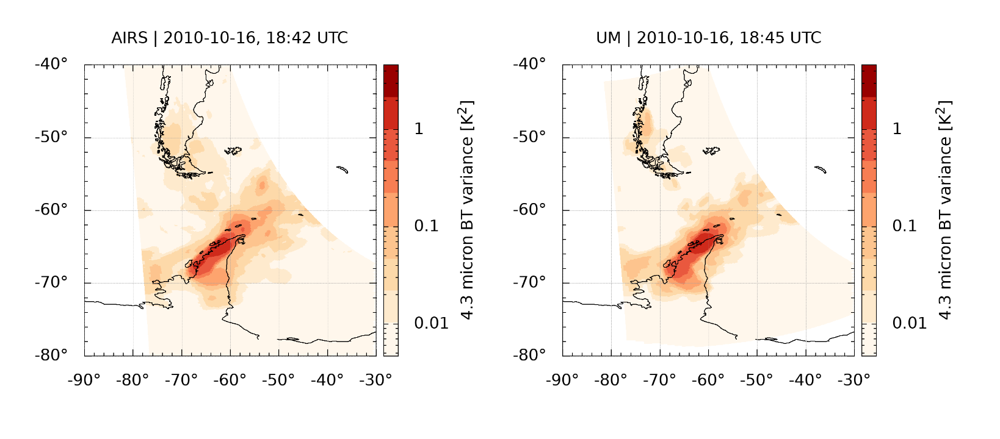 AIRS | 2010-10-16, 18:42 UTC
-40°
-50°
-60°
-70°
-80°
-90° -80° -70° -60° -50° -40° -30°
1
0.1
0.01
4.3 micron BT variance [K²]
UM | 2010-10-16, 18:45 UTC
-40°
-50°
-60°
-70°
-80°
-90° -80° -70° -60° -50° -40° -30°
1
0.1
0.01
4.3 micron BT variance [K²]